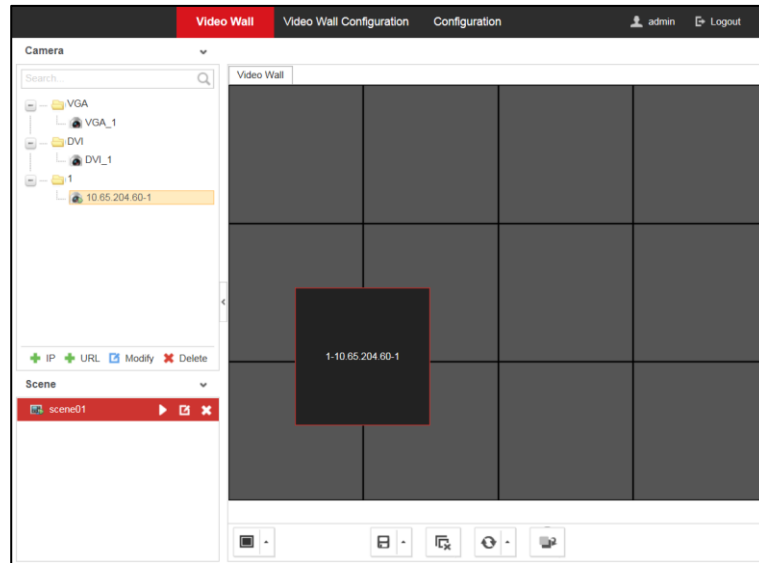 Video Wall Video Wall Configuration Configuration admin Logout
Camera
Search...
Video Wall
VGA
VGA_1
DVI
DVI_1
1
10.65.204.60-1
1-10.65.204.60-1
IP URL Modify Delete
Scene
scene01